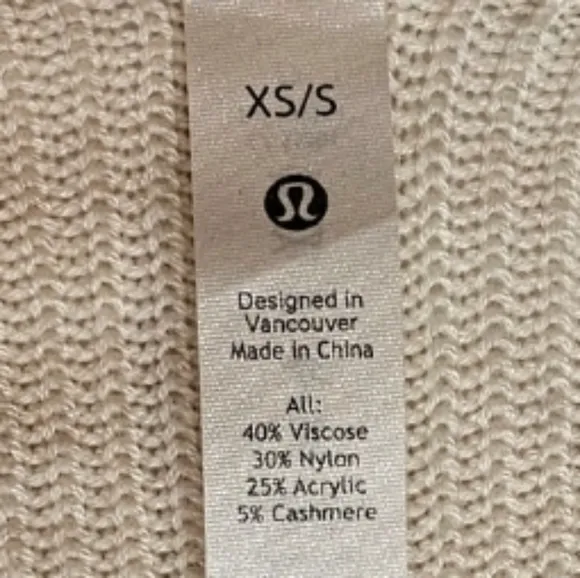 XS/S
Designed in
Vancouver
Made in China
All:
40% Viscose
30% Nylon
25% Acrylic
5% Cashmere